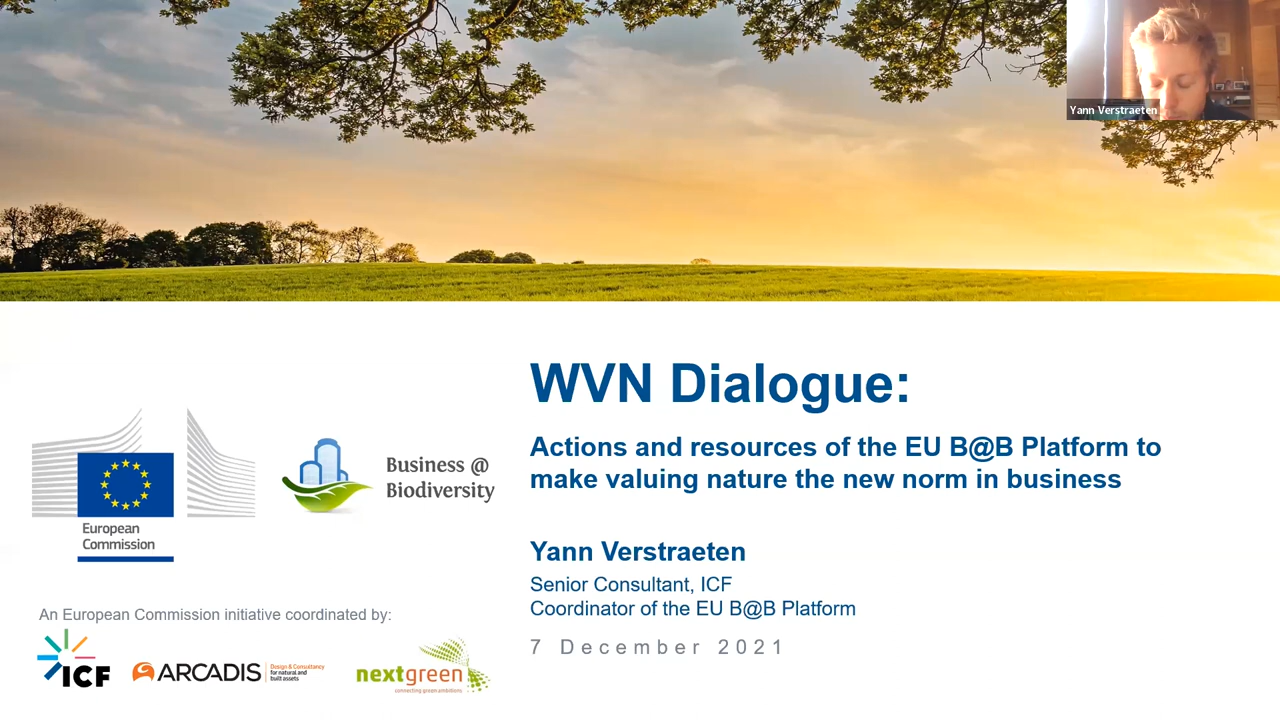 Yann Verstraeten
WVN Dialogue:
Actions and resources of the EU B@B Platform to
make valuing nature the new norm in business
Yann Verstraeten
Senior Consultant, ICF
Coordinator of the EU B@B Platform
7 December 2021
European
Commission
Business @
Biodiversity
An European Commission initiative coordinated by:
ICF
ARCADIS
Design & Consultancy
for natural and
built assets
nextgreen
connecting green ambitions